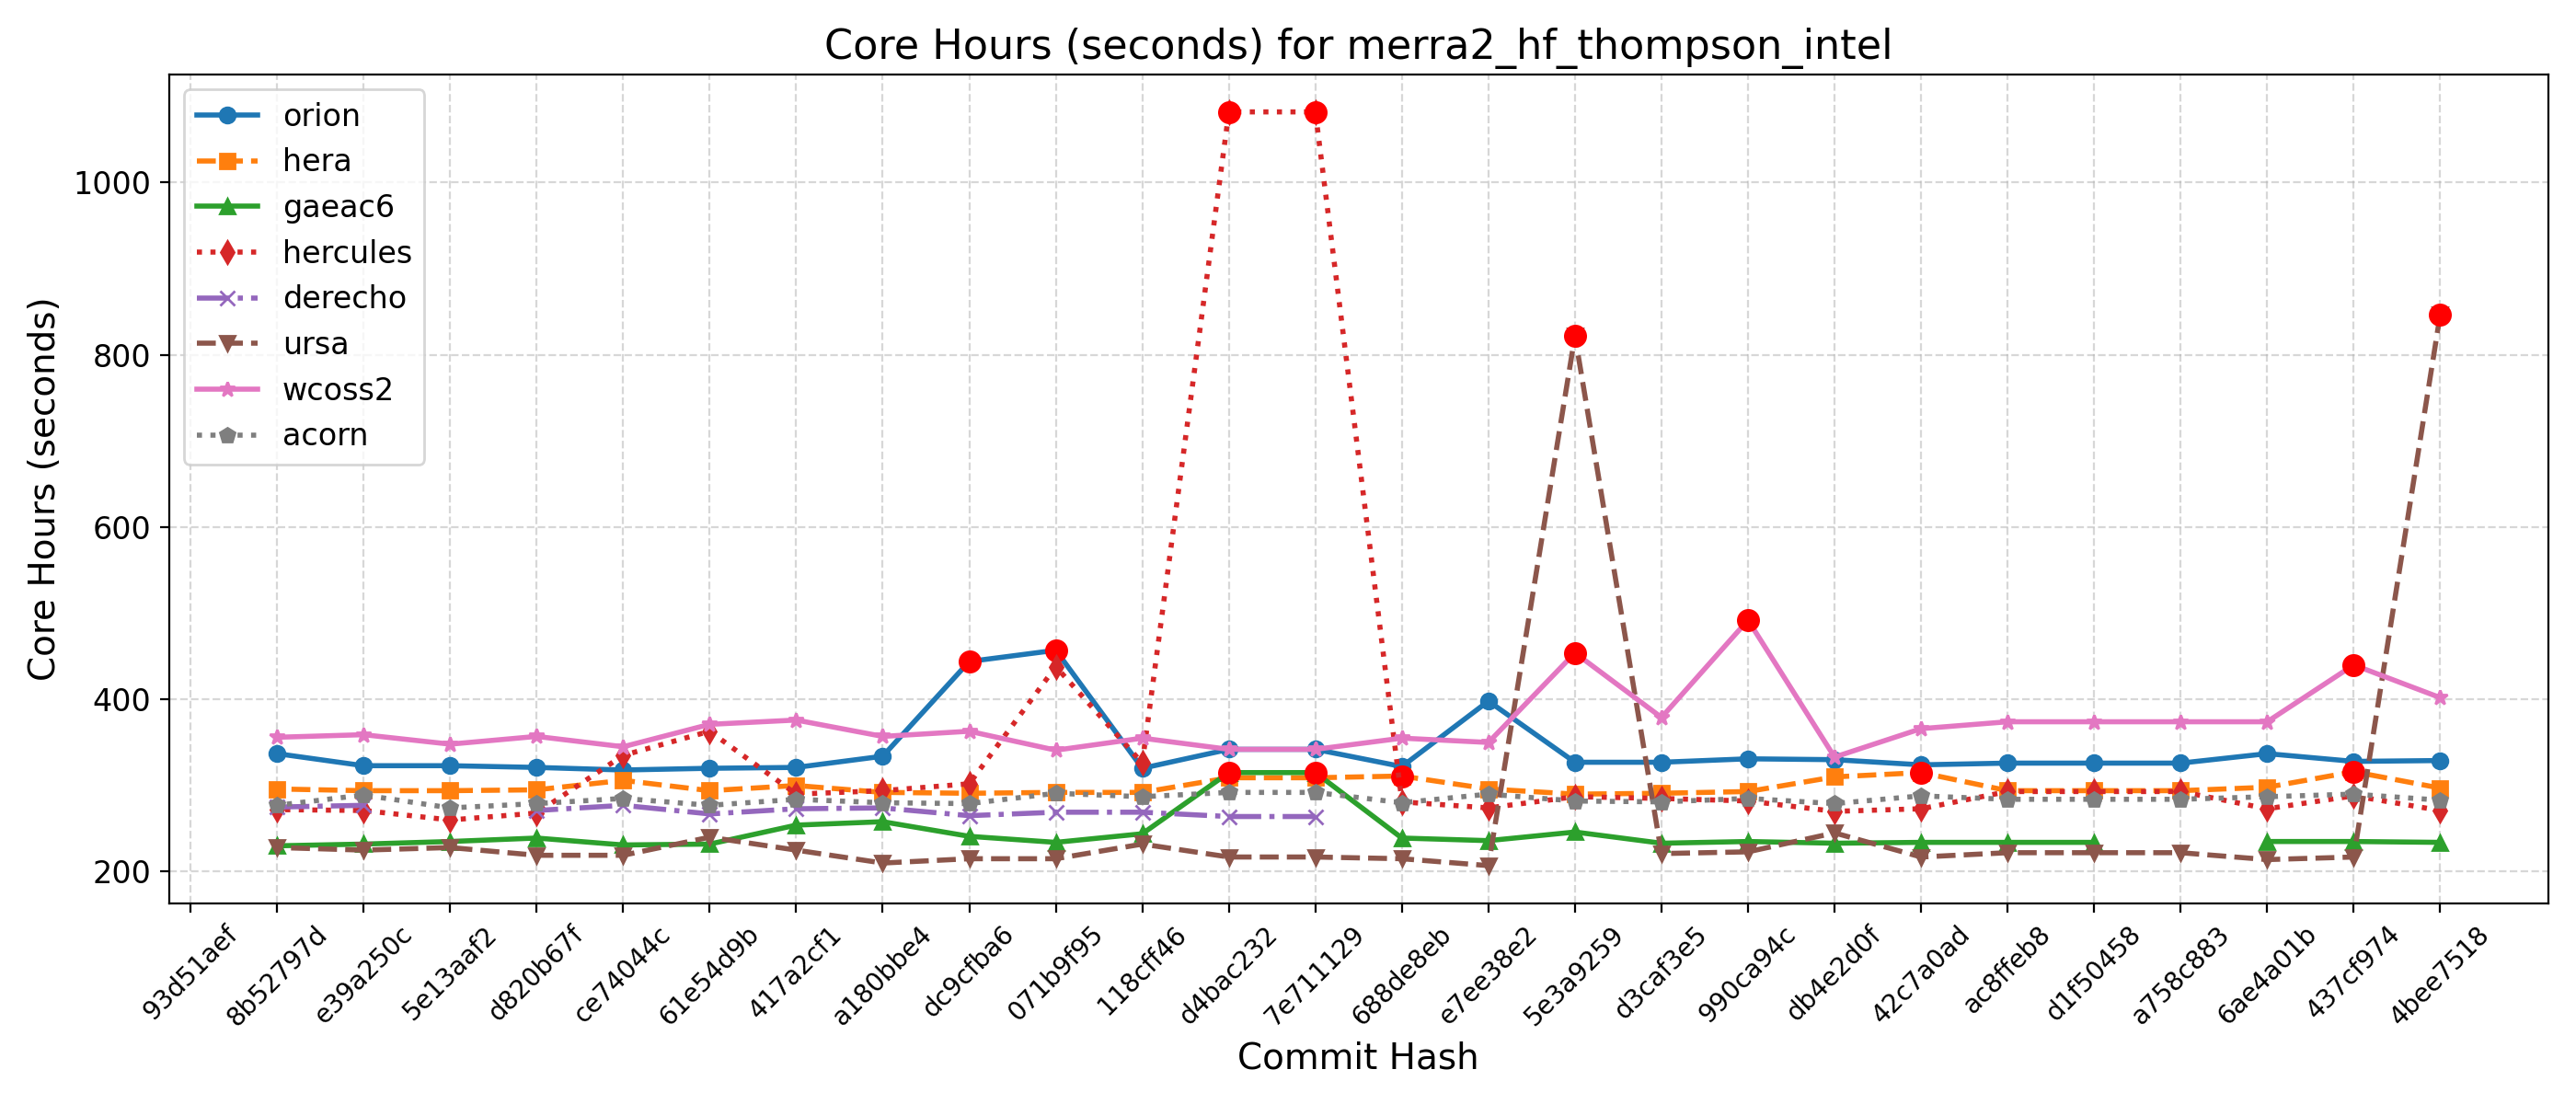 Core Hours (seconds) for merra2_hf_thompson_intel
orion
hera
gaeac6
hercules
derecho
ursa
wcoss2
acorn
Core Hours (seconds)
1000
800
600
400
200
93d51aef
8b52797d
e39a250c
5e13aaf2
d820b67f
ce74044c
61e54d9b
417a2cf1
a180bbe4
dc9cfba6
071b9f95
118cff46
d4bac232
7e711129
688de8eb
e7ee38e2
5e3a9259
d3caf3e5
990ca94c
db4e2d0f
42c7a0ad
ac8ffeb8
d1f50458
a758c883
6ae4a01b
437cf974
4bee7518
Commit Hash